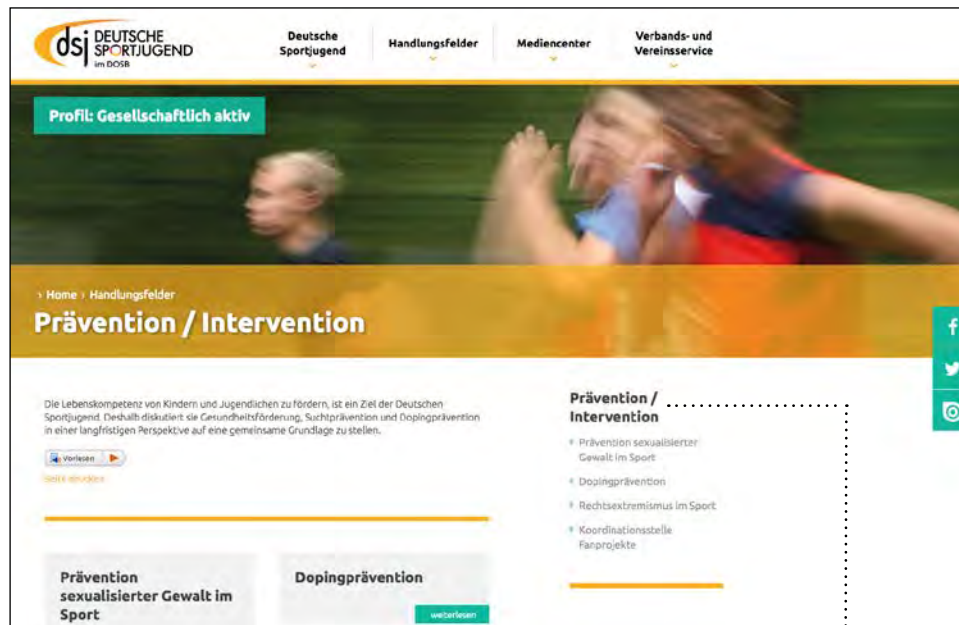 dsj DEUTSCHE
SPORTJUGEND
im DOSB
Deutsche
Sportjugend
Handlungsfelder
Mediencenter
Verbands- und
Vereinsservice
Profil: Gesellschaftlich aktiv
› Home › Handlungsfelder
Prävention / Intervention
Die Lebenskompetenz von Kindern und Jugendlichen zu fördern, ist ein Ziel der Deutschen
Sportjugend. Deshalb diskutiert sie Gesundheitsförderung, Suchtprävention und Dopingprävention
in einer langfristigen Perspektive auf eine gemeinsame Grundlage zu stellen.
Vorlesen
Seite drucken
Prävention /
Intervention
Prävention sexualisierter
Gewalt im Sport
Dopingprävention
Rechtsextremismus im Sport
Koordinationsstelle
Fanprojekte
Prävention
sexualisierter Gewalt im
Sport
Dopingprävention
weiterlesen